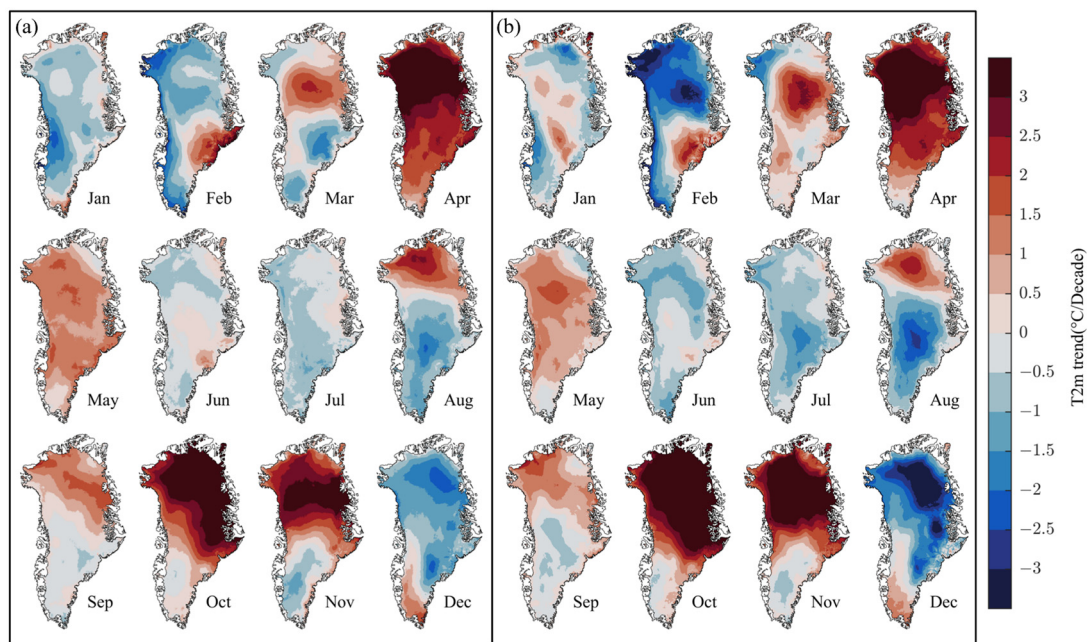 (a)
(b)
Jan
Feb
Mar
Apr
Jan
Feb
Mar
Apr
May
Jun
Jul
Aug
May
Jun
Jul
Aug
Sep
Oct
Nov
Dec
Sep
Oct
Nov
Dec
3
2.5
2
1.5
1
0.5
0
−0.5
−1
−1.5
−2
−2.5
−3
T2m trend(°C/Decade)